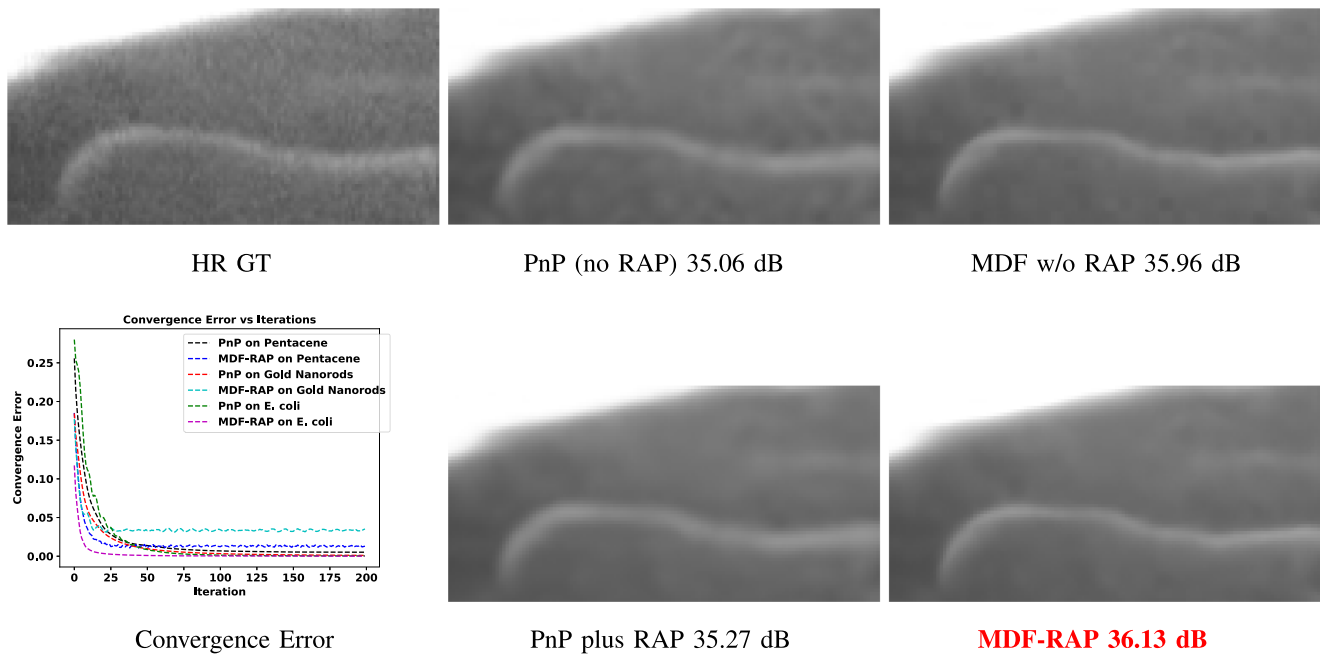 HR GT
PnP (no RAP) 35.06 dB
MDF w/o RAP 35.96 dB
Convergence Error vs Iterations
PnP on Pentacene
MDF-RAP on Pentacene
PnP on Gold Nanorods
MDF-RAP on Gold Nanorods
PnP on E. coli
MDF-RAP on E. coli
Convergence Error
0.25
0.20
0.15
0.10
0.05
0.00
0 25 50 75 100 125 150 175 200
Iteration
Convergence Error
PnP plus RAP 35.27 dB
MDF-RAP 36.13 dB